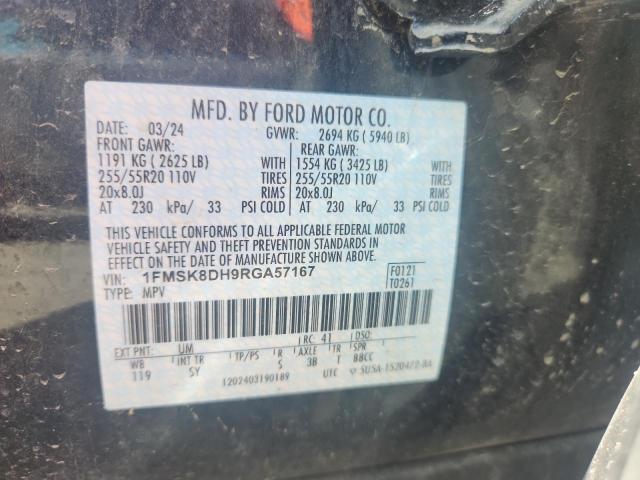 MFD. BY FORD MOTOR CO.
DATE: 03/24 GVWR: 2694 KG ( 5940 LB)
FRONT GAWR: REAR GAWR:
1191 KG ( 2625 LB) WITH 1554 KG ( 3425 LB) WITH
255/55R20 110V TIRES 255/55R20 110V TIRES
20x8.0J RIMS 20x8.0J RIMS
AT 230 kPa/ 33 PSI COLD AT 230 kPa/ 33 PSI COLD
THIS VEHICLE CONFORMS TO ALL APPLICABLE FEDERAL MOTOR
VEHICLE SAFETY AND THEFT PREVENTION STANDARDS IN
EFFECT ON THE DATE OF MANUFACTURE SHOWN ABOVE.
VIN: 1FMSK8DH9RGA57167 F0121
TYPE: MPV T0261
EXT PNT: UM RC: 41 DSO:
WB INT TR TP/PS R AXLE TR SPR
119 SY S 3B T BBCC
1202403190189 UTC